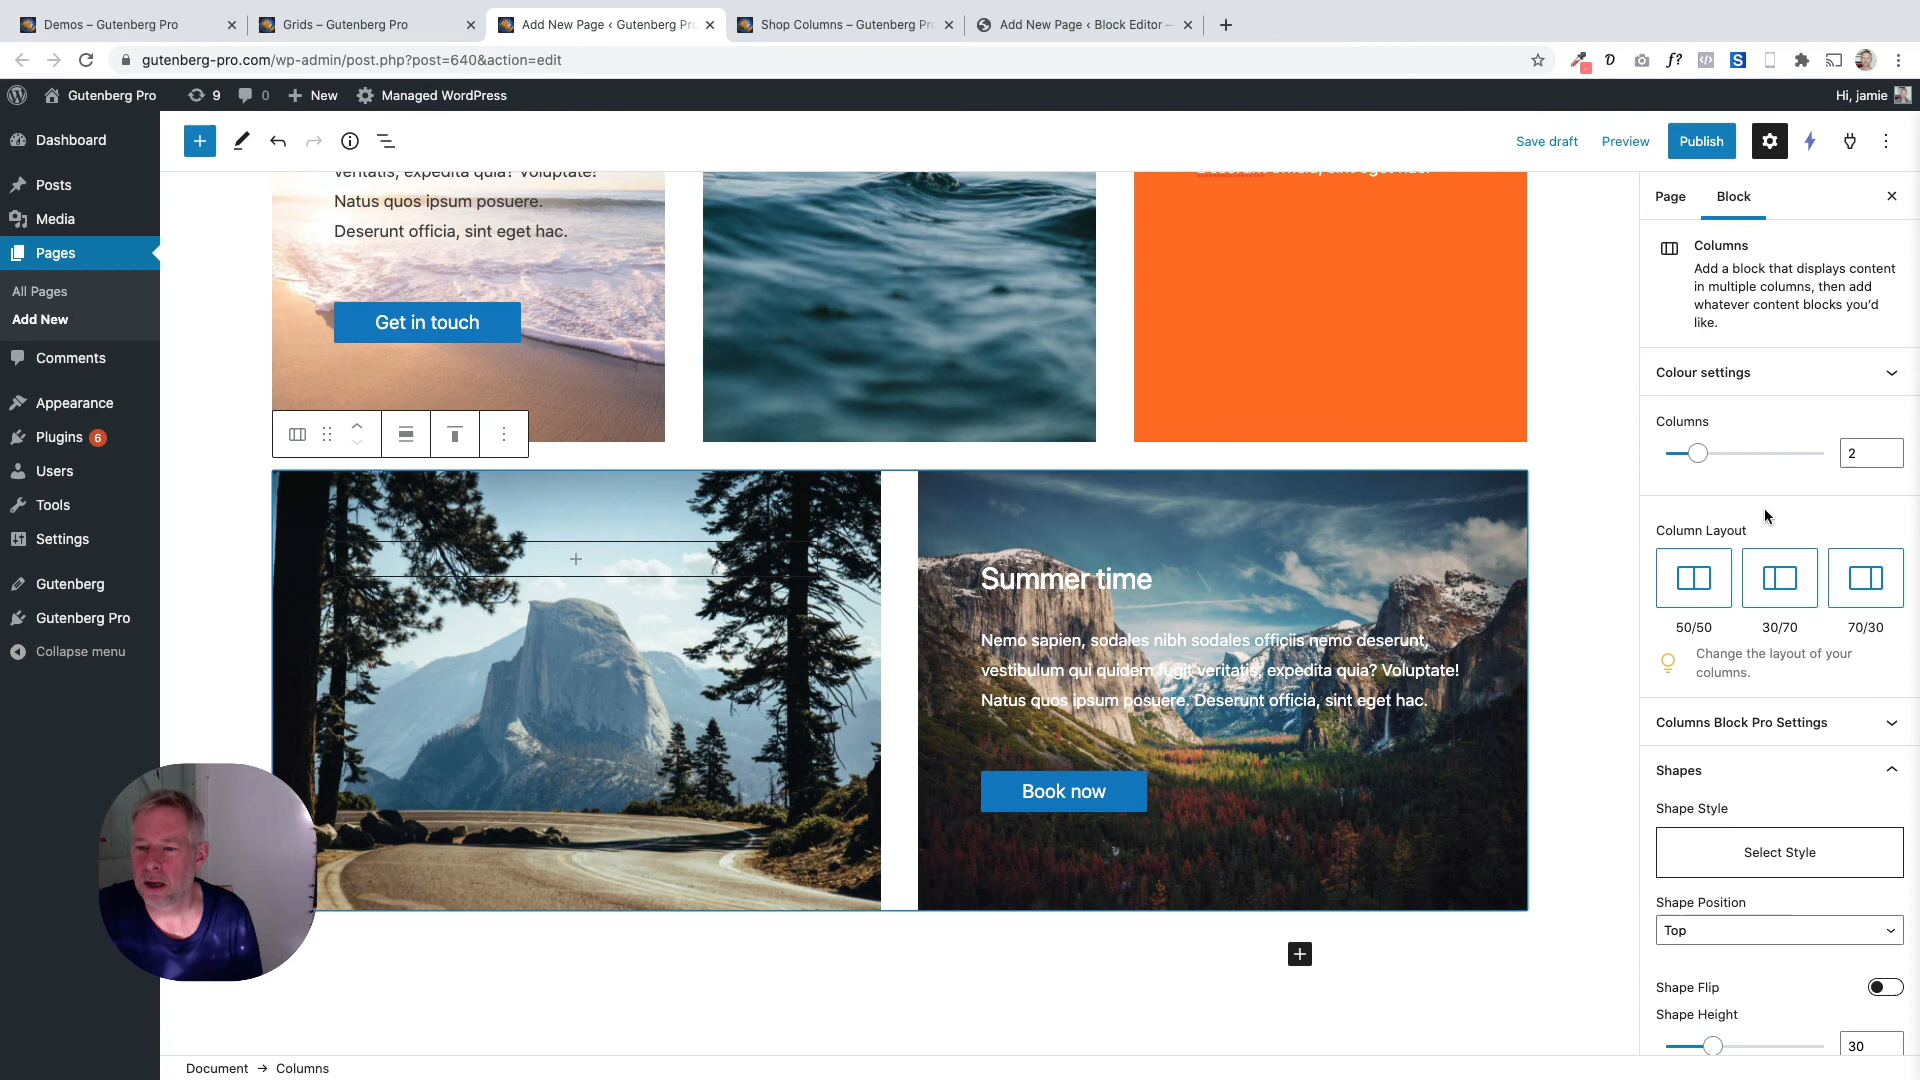 Demos – Gutenberg Pro
Grids – Gutenberg Pro
Add New Page ‹ Gutenberg Pro
Shop Columns – Gutenberg Pro
Add New Page ‹ Block Editor –
gutenberg-pro.com/wp-admin/post.php?post=640&action=edit
Gutenberg Pro
9
0
New
Managed WordPress
Hi, jamie
Dashboard
Posts
Media
Pages
All Pages
Add New
Comments
Appearance
Plugins 6
Users
Tools
Settings
Gutenberg
Gutenberg Pro
Collapse menu
Save draft
Preview
Publish
veritatis, expedita quia? Voluptate!
Natus quos ipsum posuere.
Deserunt officia, sint eget hac.
Get in touch
Deserunt officia, sint eget hac.
Summer time
Nemo sapien, sodales nibh sodales officiis nemo deserunt,
vestibulum qui quidem fugit veritatis, expedita quia? Voluptate!
Natus quos ipsum posuere. Deserunt officia, sint eget hac.
Book now
Page
Block
Columns
Add a block that displays content
in multiple columns, then add
whatever content blocks you’d
like.
Colour settings
Columns
2
Column Layout
50/50
30/70
70/30
Change the layout of your
columns.
Columns Block Pro Settings
Shapes
Shape Style
Select Style
Shape Position
Top
Shape Flip
Shape Height
30
Document → Columns